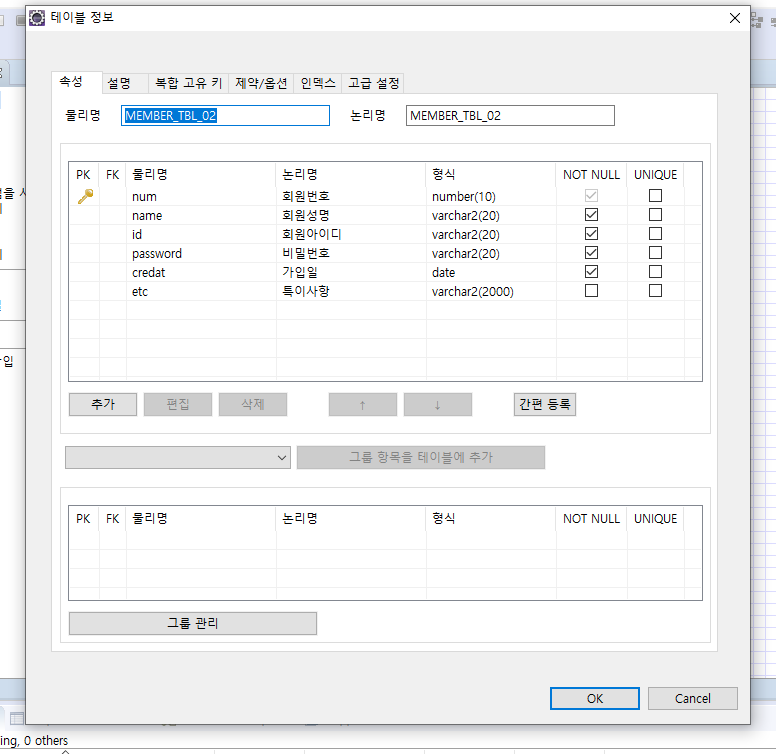 테이블 정보
속성 설명 복합 고유 키 제약/옵션 인덱스 고급 설정
물리명 MEMBER_TBL_02 논리명 MEMBER_TBL_02
PK FK 물리명 논리명 형식 NOT NULL UNIQUE
num 회원번호 number(10)
name 회원성명 varchar2(20)
id 회원아이디 varchar2(20)
password 비밀번호 varchar2(20)
credat 가입일 date
etc 특이사항 varchar2(2000)
입
추가 편집 삭제 ↑ ↓ 간편 등록
그룹 항목을 테이블에 추가
PK FK 물리명 논리명 형식 NOT NULL UNIQUE
그룹 관리
OK Cancel
ing, 0 others